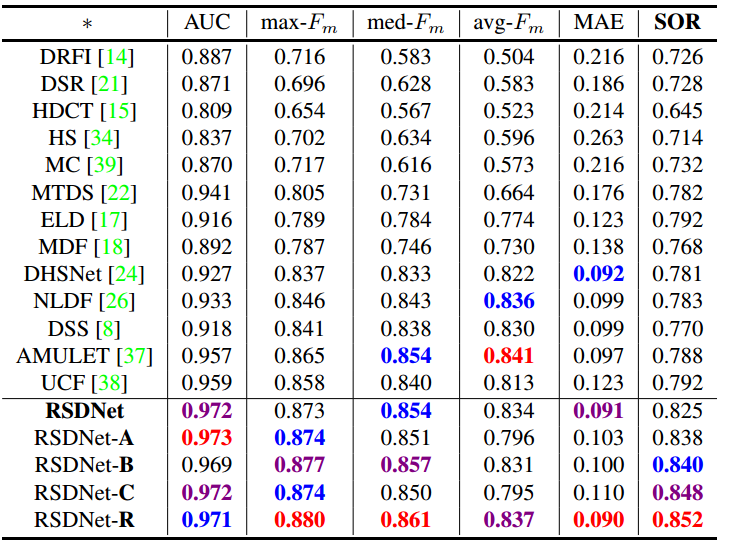 * AUC max-Fm med-Fm avg-Fm MAE SOR
DRFI [14] 0.887 0.716 0.583 0.504 0.216 0.726
DSR [21] 0.871 0.696 0.628 0.583 0.186 0.728
HDCT [15] 0.809 0.654 0.567 0.523 0.214 0.645
HS [34] 0.837 0.702 0.634 0.596 0.263 0.714
MC [39] 0.870 0.717 0.616 0.573 0.216 0.732
MTDS [22] 0.941 0.805 0.731 0.664 0.176 0.782
ELD [17] 0.916 0.789 0.784 0.774 0.123 0.792
MDF [18] 0.892 0.787 0.746 0.730 0.138 0.768
DHSNet [24] 0.927 0.837 0.833 0.822 0.092 0.781
NLDF [26] 0.933 0.846 0.843 0.836 0.099 0.783
DSS [8] 0.918 0.841 0.838 0.830 0.099 0.770
AMULET [37] 0.957 0.865 0.854 0.841 0.097 0.788
UCF [38] 0.959 0.858 0.840 0.813 0.123 0.792
RSDNet 0.972 0.873 0.854 0.834 0.091 0.825
RSDNet-A 0.973 0.874 0.851 0.796 0.103 0.838
RSDNet-B 0.969 0.877 0.857 0.831 0.100 0.840
RSDNet-C 0.972 0.874 0.850 0.795 0.110 0.848
RSDNet-R 0.971 0.880 0.861 0.837 0.090 0.852